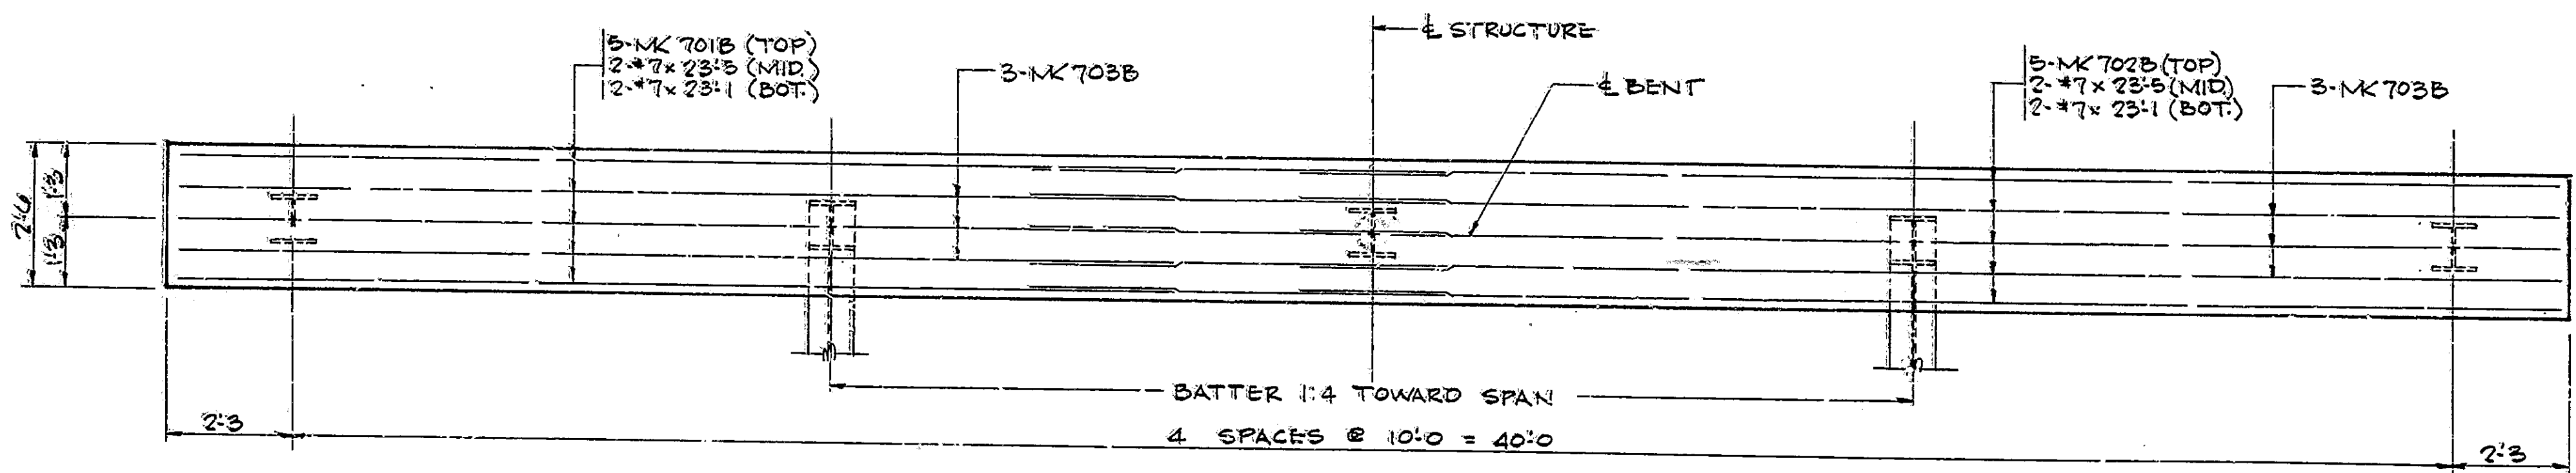 5-MK 701B (TOP)
2-#7x 23'-5 (MID.)
2-#7x 23'-1 (BOT.)
3-MK 703B
℄ STRUCTURE
℄ BENT
5-MK 702B (TOP)
2-#7x 23'-5 (MID.)
2-#7x 23'-1 (BOT.)
3-MK 703B
2'-6
1'-3
1'-3
BATTER 1:4 TOWARD SPAN
2'-3
4 SPACES @ 10'-0 = 40'-0
2'-3